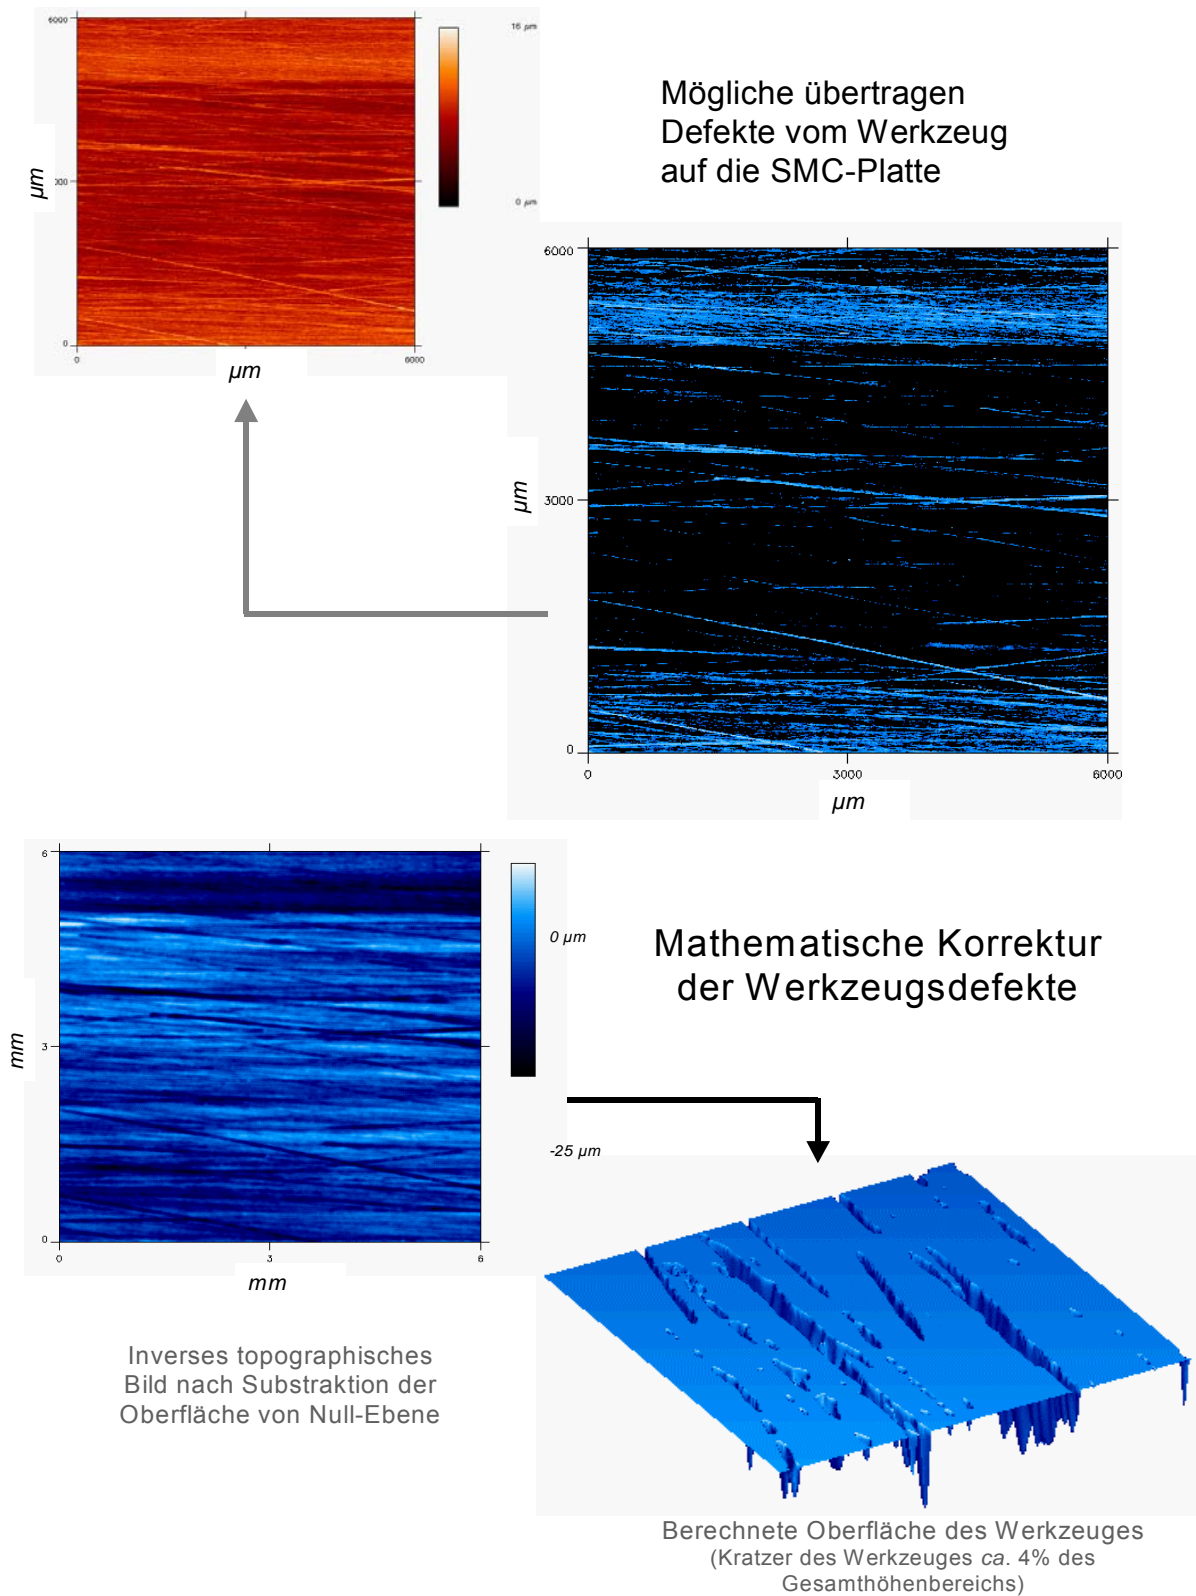 6000
16 µm
µm
000
0 µm
0
0
6000
µm
Mögliche übertragen
Defekte vom Werkzeug
auf die SMC-Platte
6000
µm
3000
0
0
3000
6000
µm
6
mm
3
0
0
3
6
mm
0 µm
-25 µm
Mathematische Korrektur
der Werkzeugsdefekte
Inverses topographisches
Bild nach Substraktion der
Oberfläche von Null-Ebene
Berechnete Oberfläche des Werkzeuges
(Kratzer des Werkzeuges ca. 4% des
Gesamthöhenbereichs)